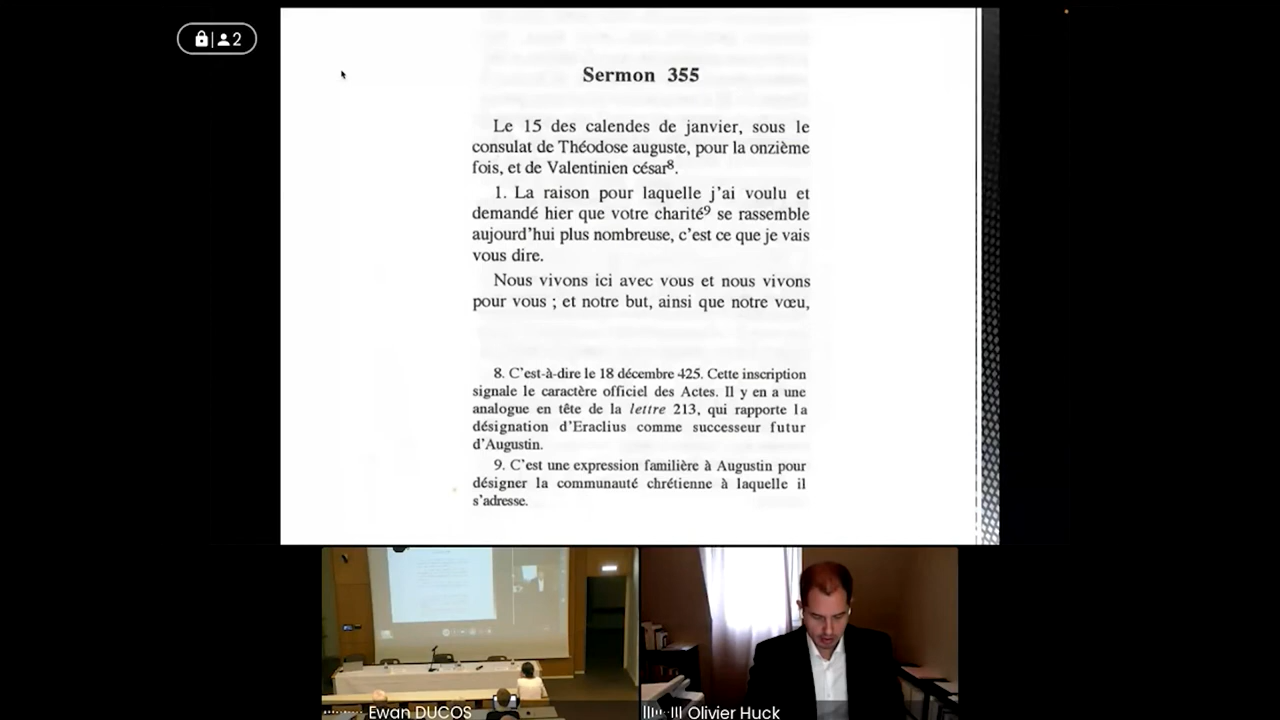 2
Sermon 355
Le 15 des calendes de janvier, sous le
consulat de Théodose auguste, pour la onzième
fois, et de Valentinien césar⁸.
1. La raison pour laquelle j'ai voulu et
demandé hier que votre charité⁹ se rassemble
aujourd'hui plus nombreuse, c'est ce que je vais
vous dire.
Nous vivons ici avec vous et nous vivons
pour vous ; et notre but, ainsi que notre vœu,
8. C'est-à-dire le 18 décembre 425. Cette inscription
signale le caractère officiel des Actes. Il y en a une
analogue en tête de la lettre 213, qui rapporte la
désignation d'Eraclius comme successeur futur
d'Augustin.
9. C'est une expression familière à Augustin pour
désigner la communauté chrétienne à laquelle il
s'adresse.
Ewan DUCOS
Olivier Huck